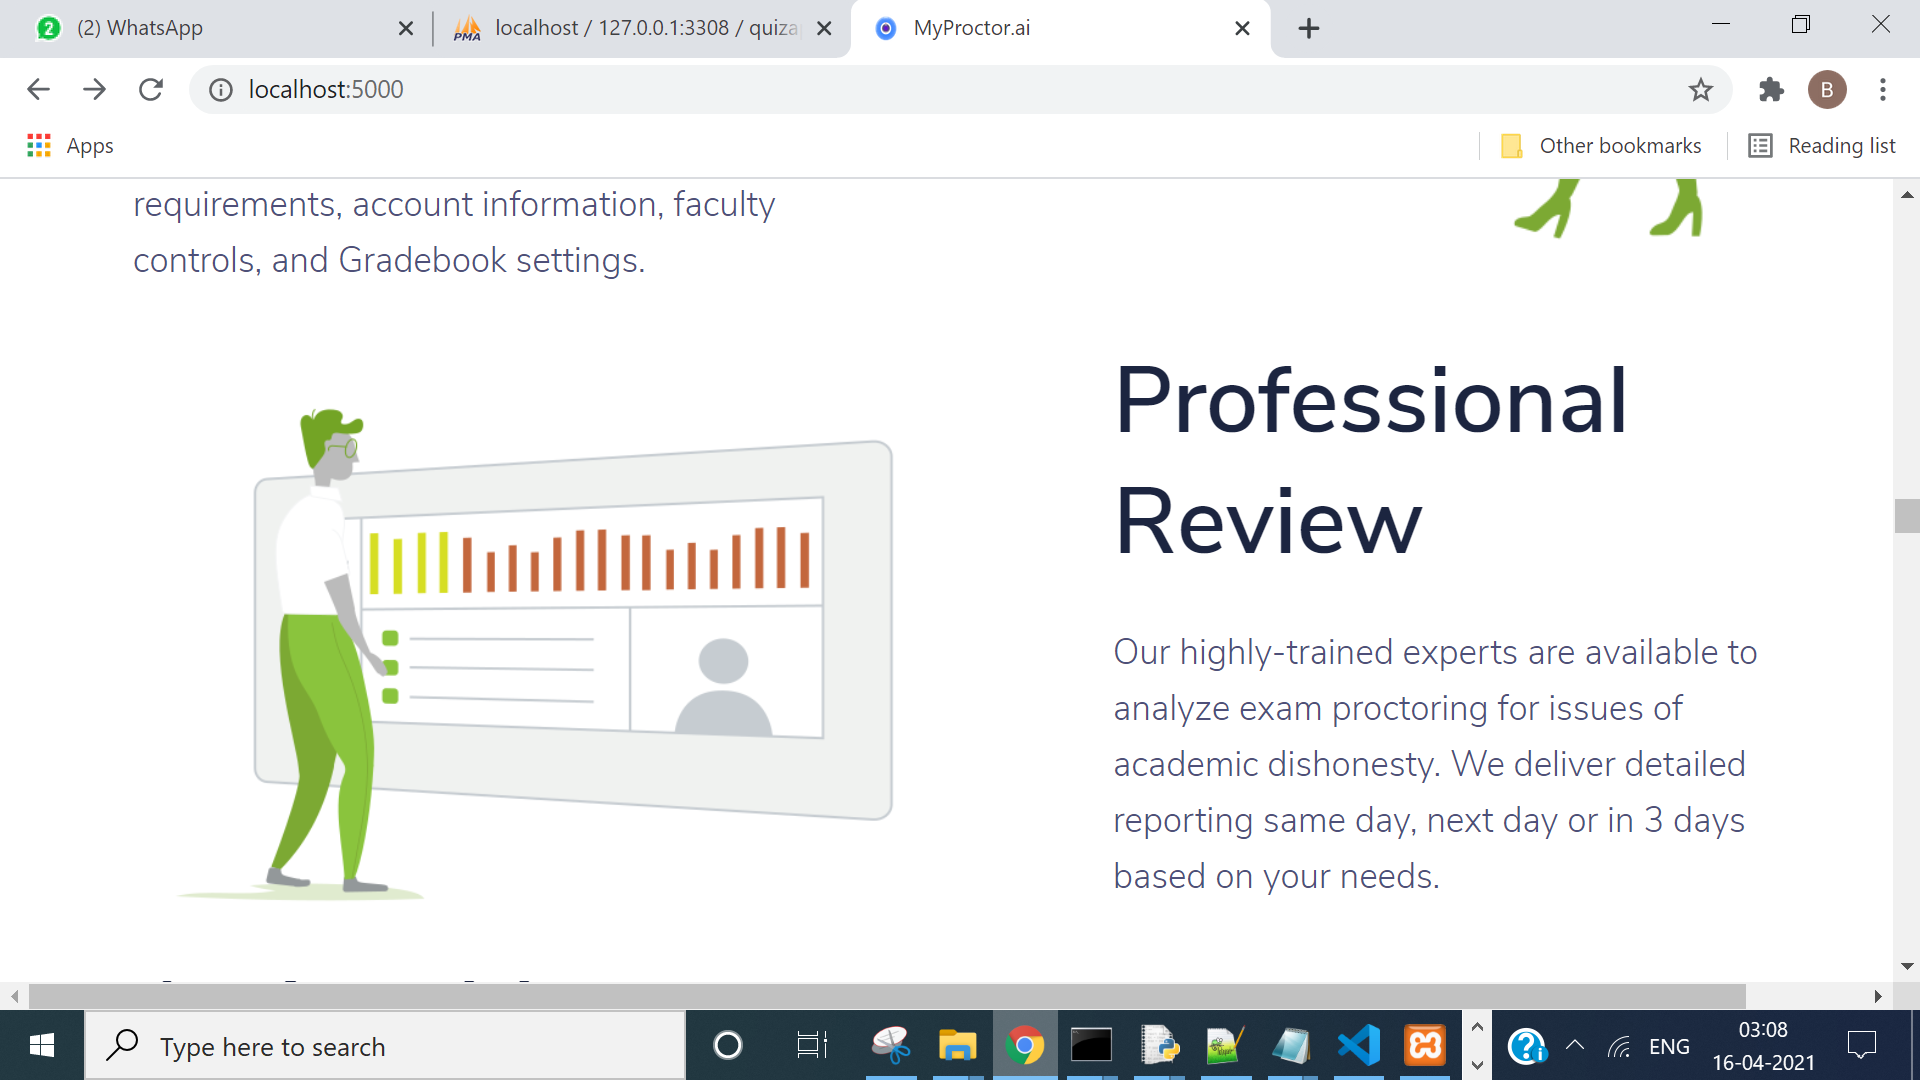 (2) WhatsApp
localhost / 127.0.0.1:3308 / quiza
MyProctor.ai
localhost:5000
B
Apps
Other bookmarks
Reading list
requirements, account information, faculty
controls, and Gradebook settings.
Professional
Review
Our highly-trained experts are available to
analyze exam proctoring for issues of
academic dishonesty. We deliver detailed
reporting same day, next day or in 3 days
based on your needs.
Type here to search
ENG
03:08
16-04-2021